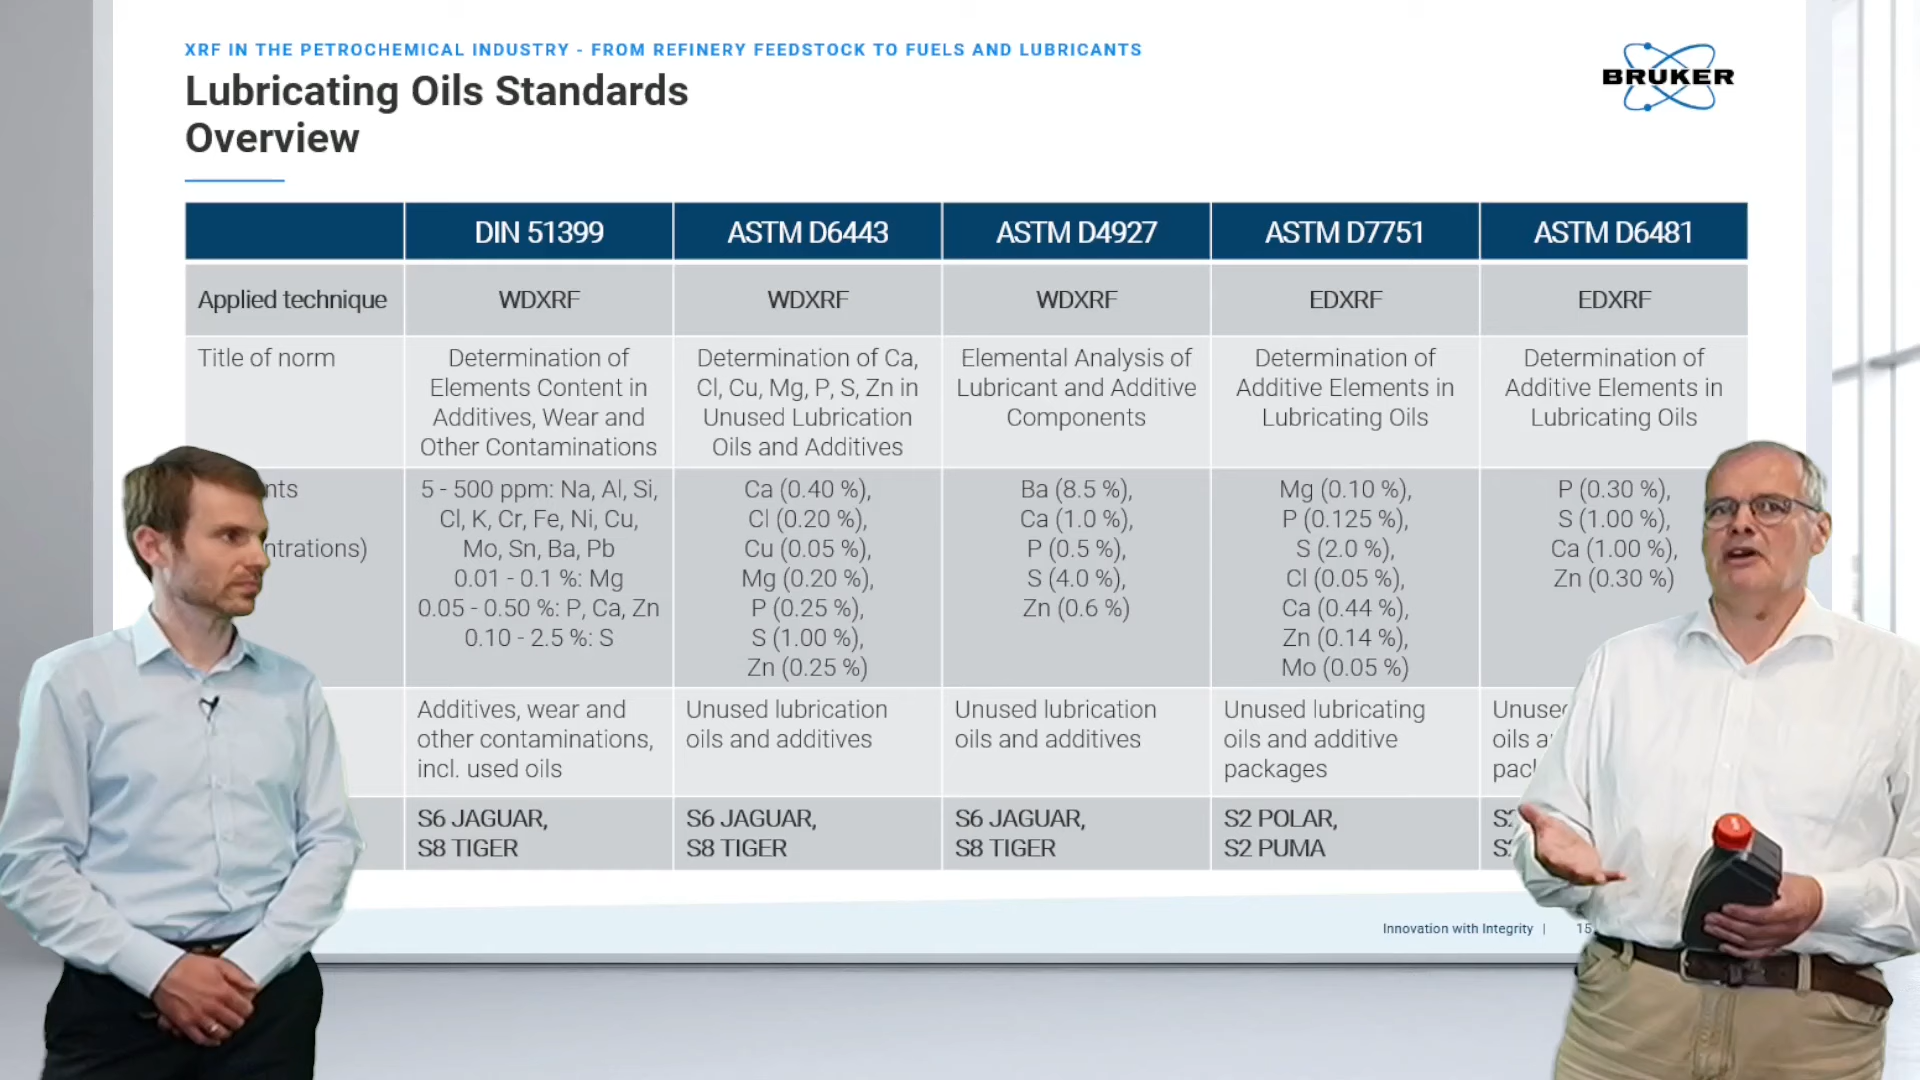 XRF IN THE PETROCHEMICAL INDUSTRY - FROM REFINERY FEEDSTOCK TO FUELS AND LUBRICANTS
Lubricating Oils Standards
Overview
BRUKER
DIN 51399
ASTM D6443
ASTM D4927
ASTM D7751
ASTM D6481
Applied technique
WDXRF
WDXRF
WDXRF
EDXRF
EDXRF
Title of norm
Determination of
Elements Content in
Additives, Wear and
Other Contaminations
Determination of Ca,
Cl, Cu, Mg, P, S, Zn in
Unused Lubrication
Oils and Additives
Elemental Analysis of
Lubricant and Additive
Components
Determination of
Additive Elements in
Lubricating Oils
Determination of
Additive Elements in
Lubricating Oils
5 - 500 ppm: Na, Al, Si,
Cl, K, Cr, Fe, Ni, Cu,
Mo, Sn, Ba, Pb
0.01 - 0.1 %: Mg
0.05 - 0.50 %: P, Ca, Zn
0.10 - 2.5 %: S
Ca (0.40 %),
Cl (0.20 %),
Cu (0.05 %),
Mg (0.20 %),
P (0.25 %),
S (1.00 %),
Zn (0.25 %)
Ba (8.5 %),
Ca (1.0 %),
P (0.5 %),
S (4.0 %),
Zn (0.6 %)
Mg (0.10 %),
P (0.125 %),
S (2.0 %),
Cl (0.05 %),
Ca (0.44 %),
Zn (0.14 %),
Mo (0.05 %)
P (0.30 %),
S (1.00 %),
Ca (1.00 %),
Zn (0.30 %)
Additives, wear and
other contaminations,
incl. used oils
Unused lubrication
oils and additives
Unused lubrication
oils and additives
Unused lubricating
oils and additive
packages
oils
S6 JAGUAR,
S8 TIGER
S6 JAGUAR,
S8 TIGER
S6 JAGUAR,
S8 TIGER
S2 POLAR,
S2 PUMA
Innovation with Integrity | 15